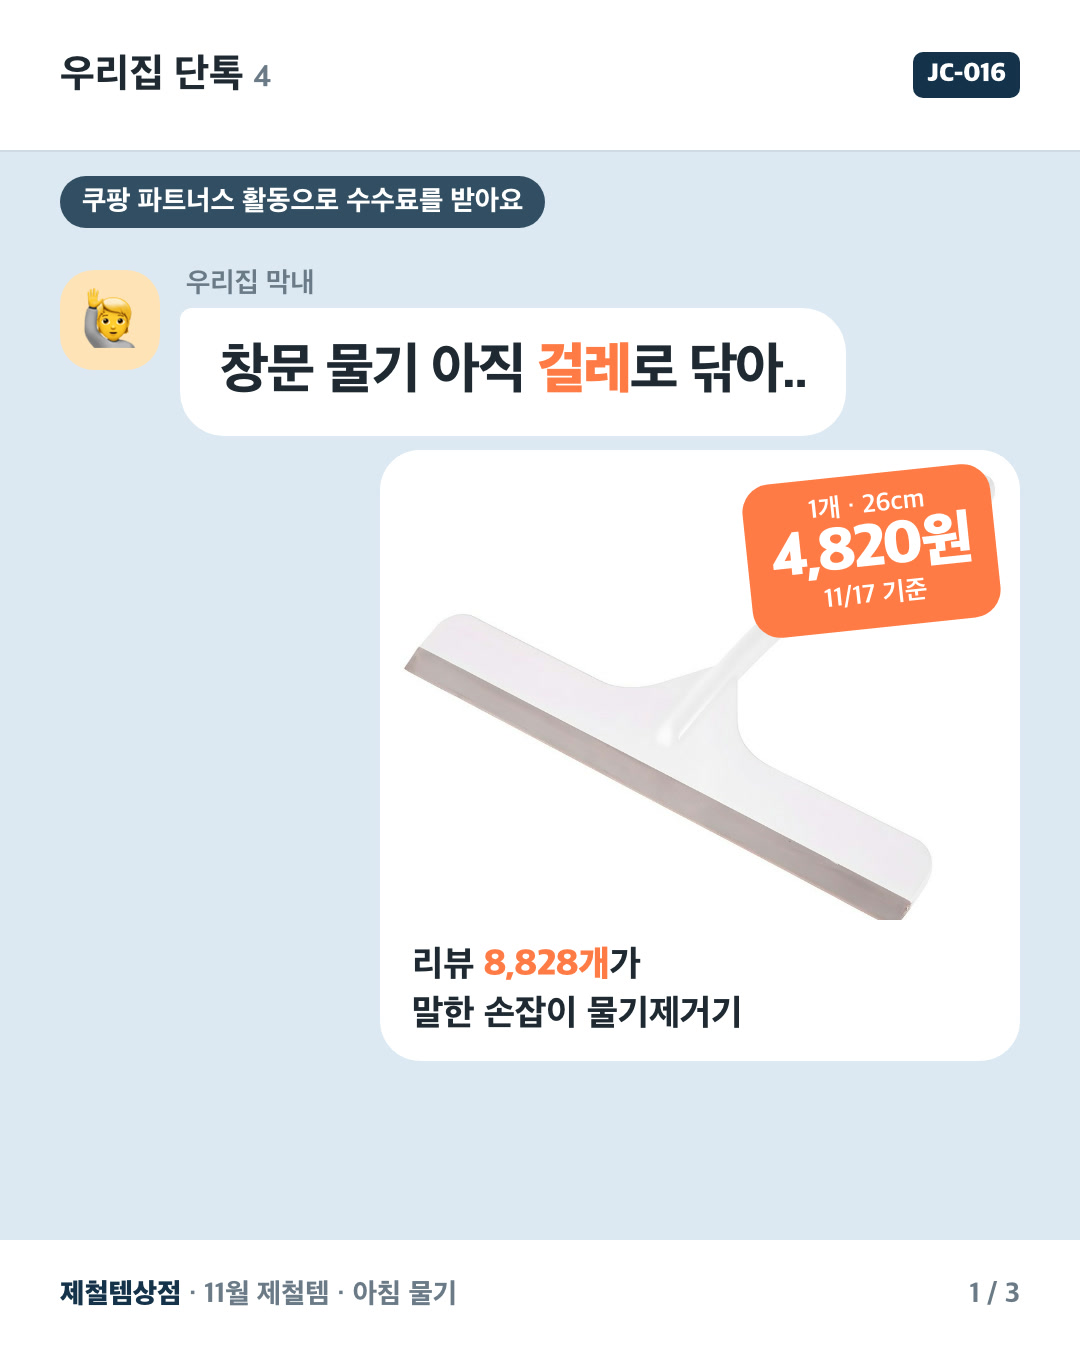 우리집 단톡 4
JC-016
쿠팡 파트너스 활동으로 수수료를 받아요
우리집 막내
창문 물기 아직 걸레로 닦아..
1개 · 26cm
4,820원
11/17 기준
리뷰 8,828개가
말한 손잡이 물기제거기
제철템상점 · 11월 제철템 · 아침 물기
1 / 3